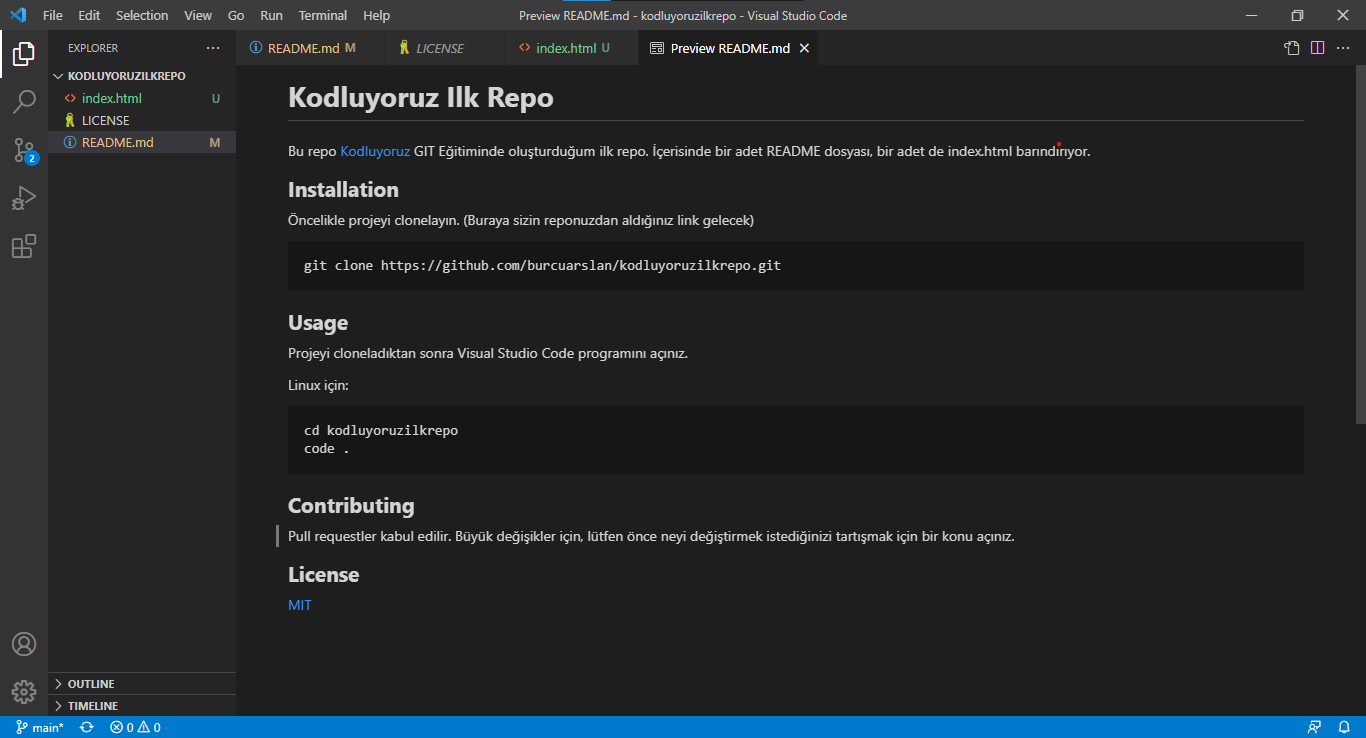 File Edit Selection View Go Run Terminal Help
Preview README.md - kodluyoruzilkrepo - Visual Studio Code
EXPLORER
KODLUYORUZILKREPO
index.html U
LICENSE
README.md M
2
OUTLINE
TIMELINE
README.md M
LICENSE
index.html U
Preview README.md
Kodluyoruz Ilk Repo
Bu repo Kodluyoruz GIT Eğitiminde oluşturduğum ilk repo. İçerisinde bir adet README dosyası, bir adet de index.html barındırıyor.
Installation
Öncelikle projeyi clonelayın. (Buraya sizin reponuzdan aldığınız link gelecek)
git clone https://github.com/burcuarslan/kodluyoruzilkrepo.git
Usage
Projeyi cloneladıktan sonra Visual Studio Code programını açınız.
Linux için:
cd kodluyoruzilkrepo
code .
Contributing
Pull requestler kabul edilir. Büyük değişikler için, lütfen önce neyi değiştirmek istediğinizi tartışmak için bir konu açınız.
License
MIT
main* 0 0